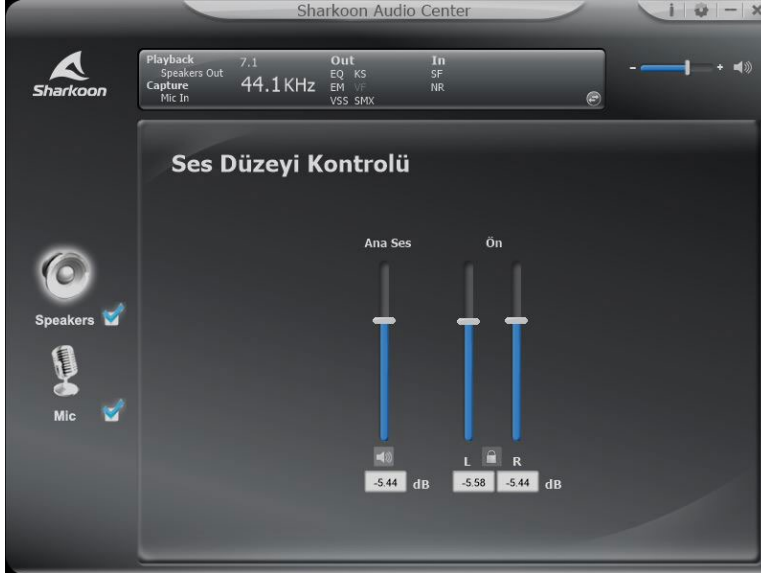 Sharkoon Audio Center
Sharkoon
Playback 7.1 Out In
Speakers Out EQ KS SF
Capture 44.1KHz EM VF NR
Mic In VSS SMX
- +
Ses Düzeyi Kontrolü
Ana Ses Ön
Speakers
Mic
L R
-5.44 dB -5.58 -5.44 dB